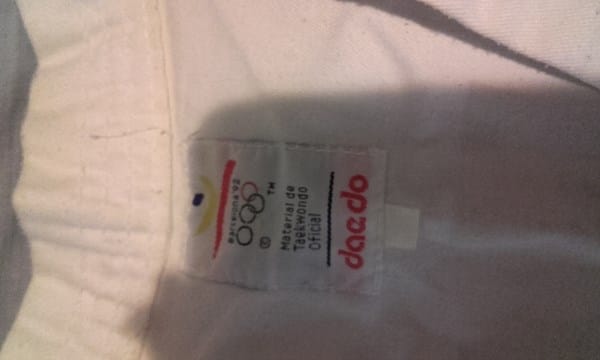 Barcelona '92
TM
©
Material de
Taekwondo
Oficial
daedo